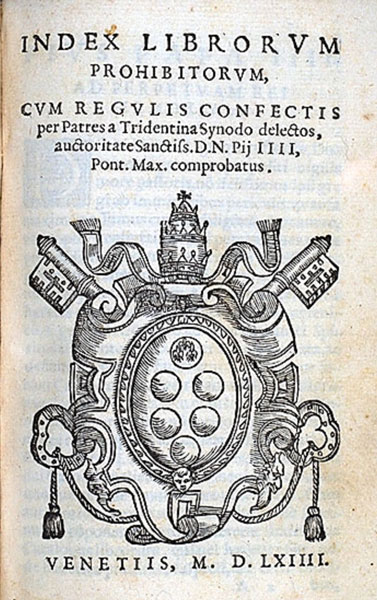 INDEX LIBRORVM
PROHIBITORVM,
CVM REGVLIS CONFECTIS
per Patres a Tridentina Synodo delectos,
auctoritate Sanctiss. D. N. Pij IIII,
Pont. Max. comprobatus.
VENETIIS, M. D. LXIIII.